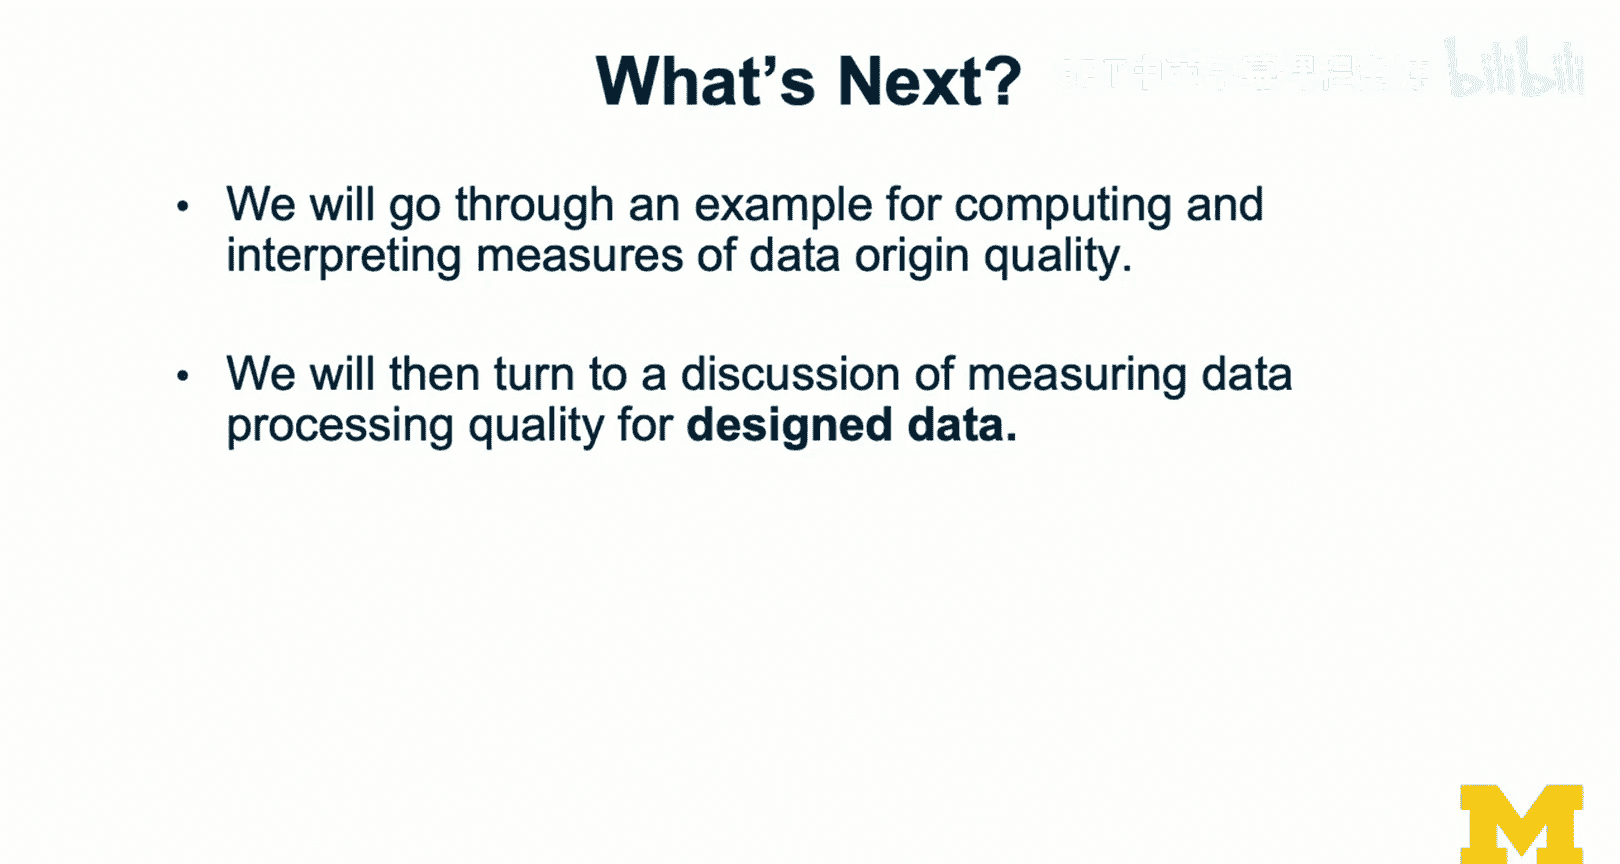 What’s Next?
bilibili
• We will go through an example for computing and
interpreting measures of data origin quality.
• We will then turn to a discussion of measuring data
processing quality for designed data.
M